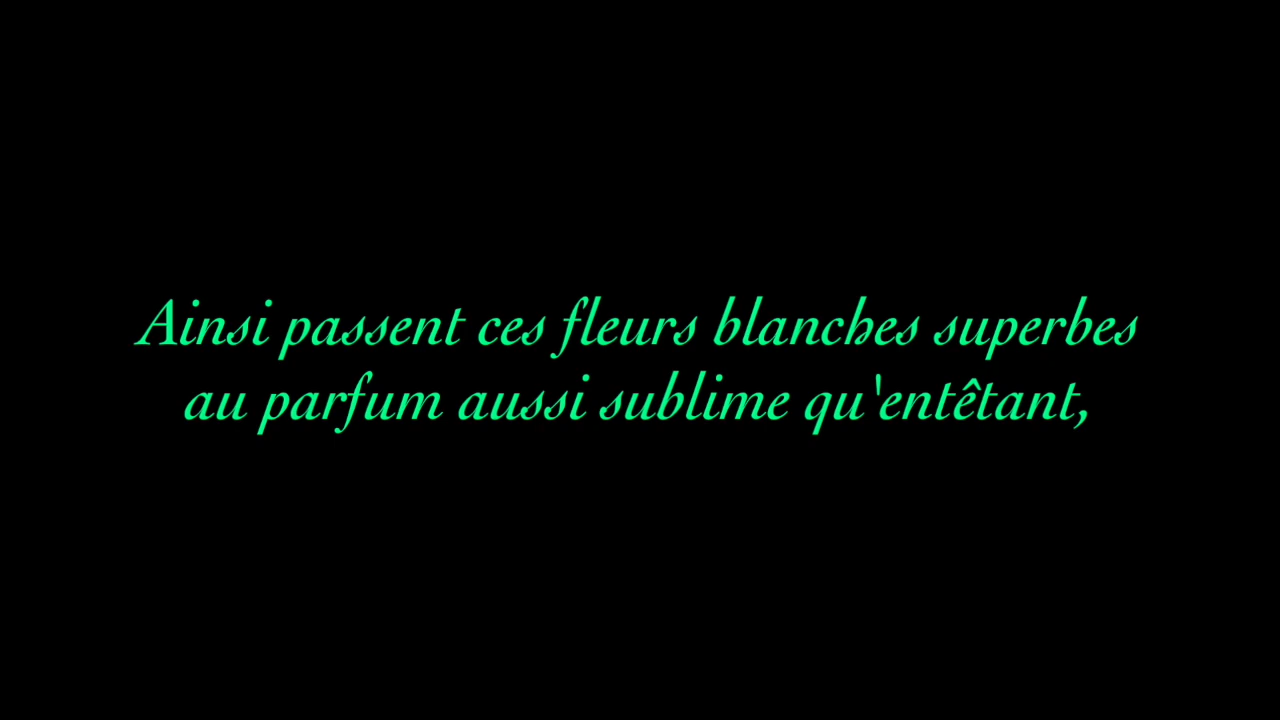 Ainsi passent ces fleurs blanches superbes
au parfum aussi sublime qu'entêtant,